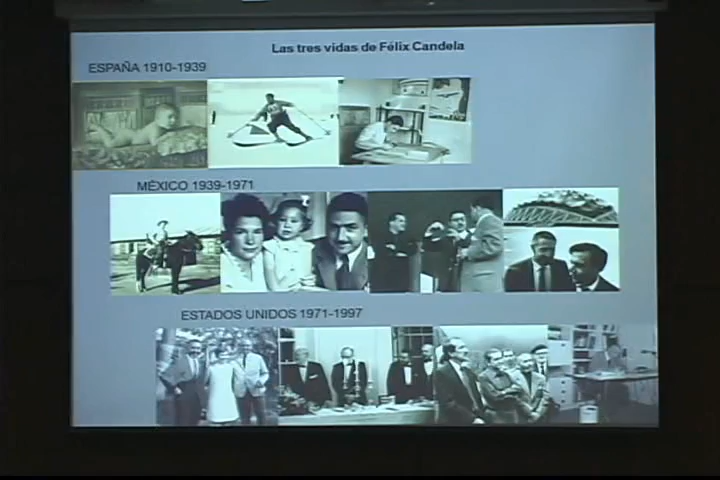 Las tres vidas de Félix Candela
ESPAÑA 1910-1939
MÉXICO 1939-1971
ESTADOS UNIDOS 1971-1997